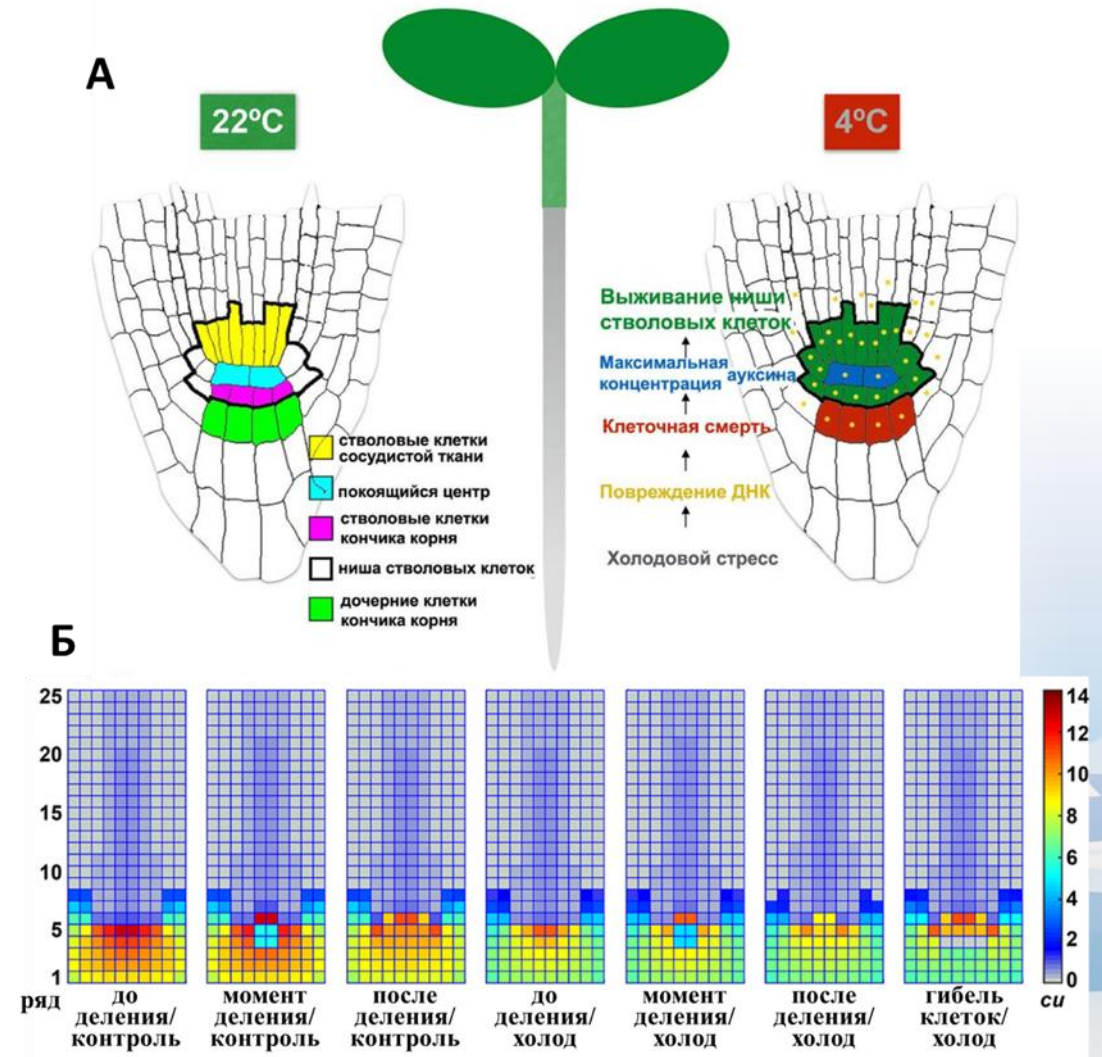 А
22ºC
4ºC
стволовые клетки
сосудистой ткани
покоящийся центр
стволовые клетки
кончика корня
ниша стволовых клеток
дочерние клетки
кончика корня
Выживание ниши
стволовых клеток
Максимальная
концентрация ауксина
Клеточная смерть
Повреждение ДНК
Холодовой стресс
Б
25
20
15
10
5
1
ряд
до
деления/
контроль
момент
деления/
контроль
после
деления/
контроль
до
деления/
холод
момент
деления/
холод
после
деления/
холод
гибель
клеток/
холод
14
12
10
8
6
4
2
0
си